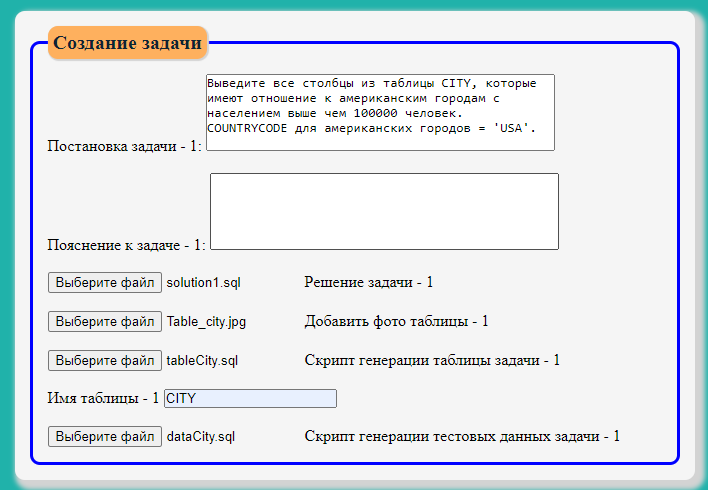 Создание задачи
Выведите все столбцы из таблицы CITY, которые
имеют отношение к американским городам с
населением выше чем 100000 человек.
COUNTRYCODE для американских городов = 'USA'.
Постановка задачи - 1:
Пояснение к задаче - 1:
Выберите файл solution1.sql Решение задачи - 1
Выберите файл Table_city.jpg Добавить фото таблицы - 1
Выберите файл tableCity.sql Скрипт генерации таблицы задачи - 1
Имя таблицы - 1 CITY
Выберите файл dataCity.sql Скрипт генерации тестовых данных задачи - 1